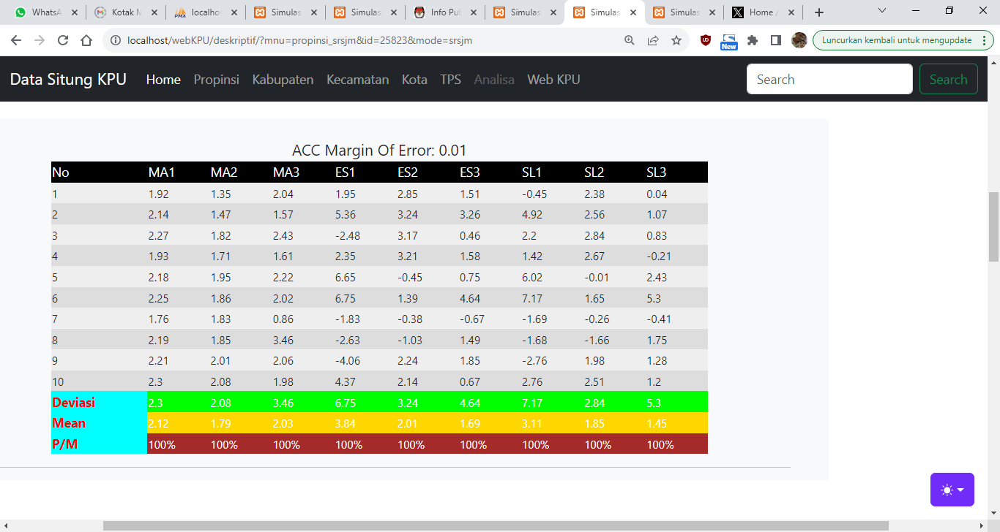 WhatsA Kotak M localhos Simulas Simulas Info Pub Simulas Simulas Simulas Home /
localhost/webKPU/deskriptif/?mnu=propinsi_srsjm&id=25823&mode=srsjm New Luncurkan kembali untuk mengupdate
Data Situng KPU Home Propinsi Kabupaten Kecamatan Kota TPS Analisa Web KPU Search Search
ACC Margin Of Error: 0.01
No MA1 MA2 MA3 ES1 ES2 ES3 SL1 SL2 SL3
1 1.92 1.35 2.04 1.95 2.85 1.51 -0.45 2.38 0.04
2 2.14 1.47 1.57 5.36 3.24 3.26 4.92 2.56 1.07
3 2.27 1.82 2.43 -2.48 3.17 0.46 2.2 2.84 0.83
4 1.93 1.71 1.61 2.35 3.21 1.58 1.42 2.67 -0.21
5 2.18 1.95 2.22 6.65 -0.45 0.75 6.02 -0.01 2.43
6 2.25 1.86 2.02 6.75 1.39 4.64 7.17 1.65 5.3
7 1.76 1.83 0.86 -1.83 -0.38 -0.67 -1.69 -0.26 -0.41
8 2.19 1.85 3.46 -2.63 -1.03 1.49 -1.68 -1.66 1.75
9 2.21 2.01 2.06 -4.06 2.24 1.85 -2.76 1.98 1.28
10 2.3 2.08 1.98 4.37 2.14 0.67 2.76 2.51 1.2
Deviasi 2.3 2.08 3.46 6.75 3.24 4.64 7.17 2.84 5.3
Mean 2.12 1.79 2.03 3.84 2.01 1.69 3.11 1.85 1.45
P/M 100% 100% 100% 100% 100% 100% 100% 100% 100%